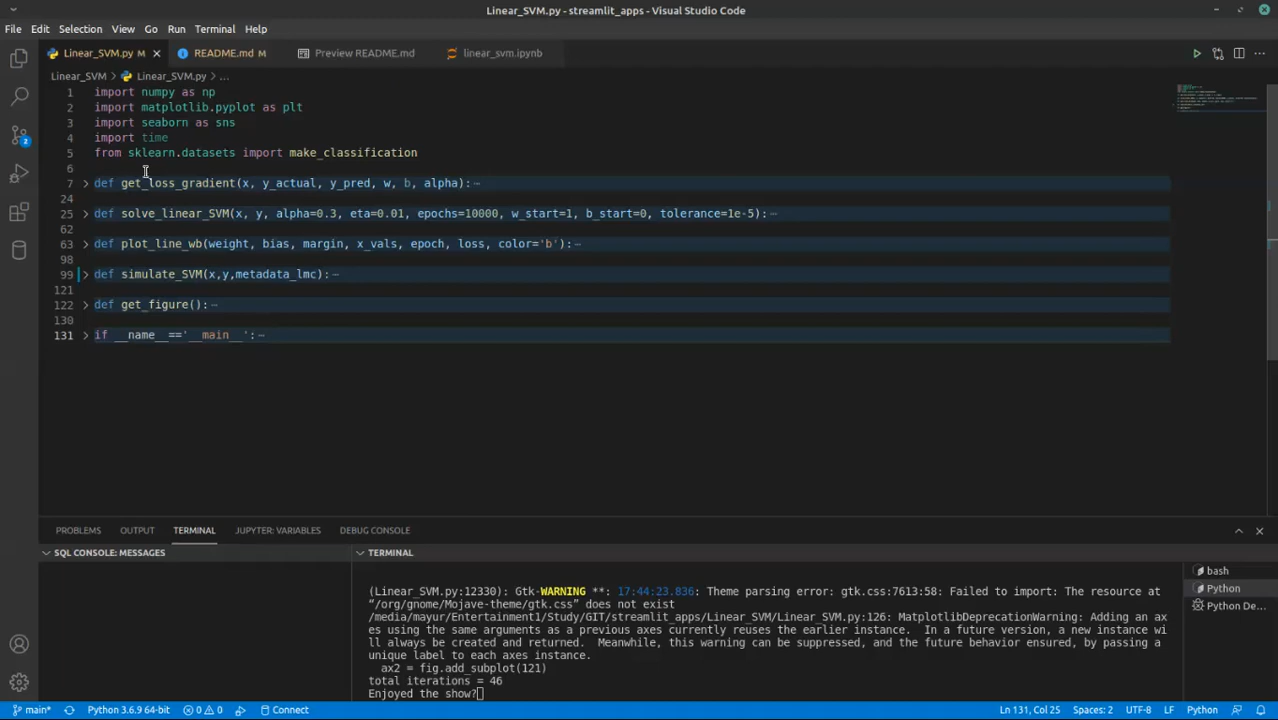 Linear_SVM.py - streamlit_apps - Visual Studio Code
File Edit Selection View Go Run Terminal Help
Linear_SVM.py M README.md M Preview README.md linear_svm.ipynb
Linear_SVM > Linear_SVM.py > ...
1 import numpy as np
2 import matplotlib.pyplot as plt
3 import seaborn as sns
4 import time
5 from sklearn.datasets import make_classification
6
7 def get_loss_gradient(x, y_actual, y_pred, w, b, alpha):
24
25 def solve_linear_SVM(x, y, alpha=0.3, eta=0.01, epochs=10000, w_start=1, b_start=0, tolerance=1e-5):
62
63 def plot_line_wb(weight, bias, margin, x_vals, epoch, loss, color='b'):
98
99 def simulate_SVM(x,y,metadata_lmc):
121
122 def get_figure():
130
131 if __name__=='__main__':
PROBLEMS OUTPUT TERMINAL JUPYTER: VARIABLES DEBUG CONSOLE
SQL CONSOLE: MESSAGES
TERMINAL
(Linear_SVM.py:12330): Gtk-WARNING **: 17:44:23.836: Theme parsing error: gtk.css:7613:58: Failed to import: The resource at
“/org/gnome/Mojave-theme/gtk.css” does not exist
/media/mayur/Entertainment1/Study/GIT/streamlit_apps/Linear_SVM/Linear_SVM.py:126: MatplotlibDeprecationWarning: Adding an ax
es using the same arguments as a previous axes currently reuses the earlier instance.  In a future version, a new instance wi
ll always be created and returned.  Meanwhile, this warning can be suppressed, and the future behavior ensured, by passing a
unique label to each axes instance.
ax2 = fig.add_subplot(121)
total iterations = 46
Enjoyed the show?
bash
Python
Python De...
2
main* Python 3.6.9 64-bit 0 0 Connect Ln 131, Col 25 Spaces: 2 UTF-8 LF Python